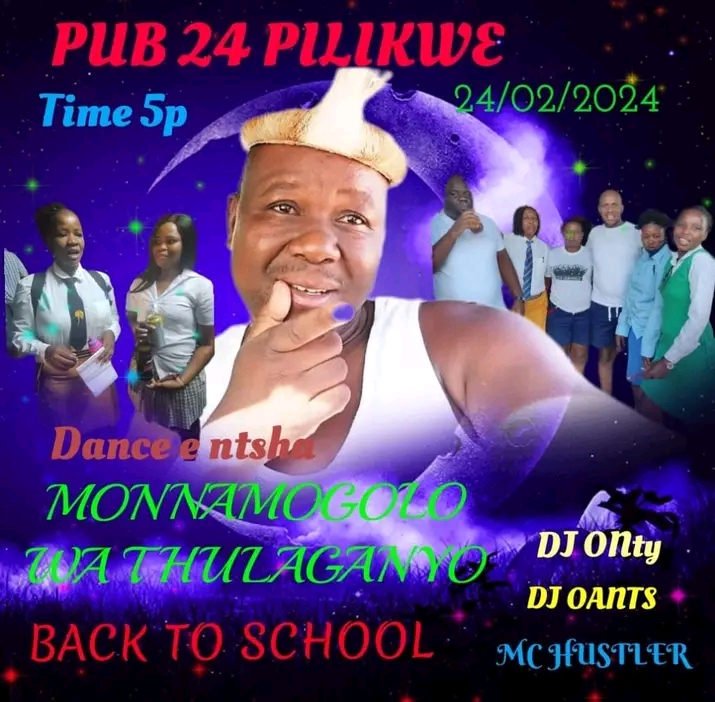 PUB 24 PILIKWE
Time 5p
24/02/2024
Dance e ntsha
MONNAMOGOLO
WA THULAGANYO
BACK TO SCHOOL
DJ ONty
DJ OANTS
MC HUSTLER